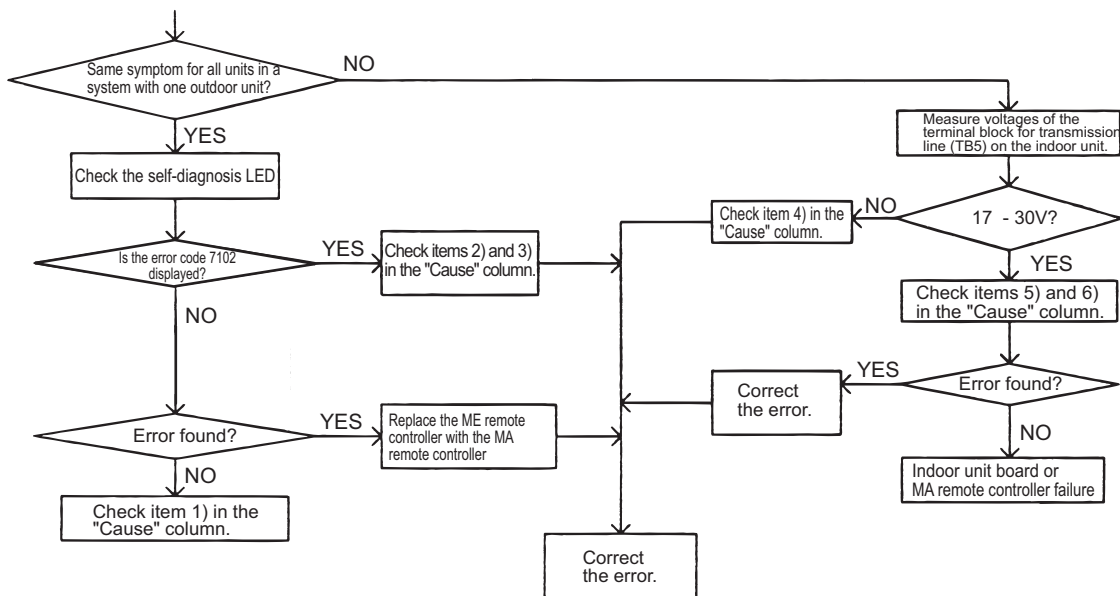 Same symptom for all units in a
system with one outdoor unit?
NO
YES
Check the self-diagnosis LED
Is the error code 7102
displayed?
YES
Check items 2) and 3)
in the "Cause" column.
NO
Error found?
YES
Replace the ME remote
controller with the MA
remote controller
NO
Check item 1) in the
"Cause" column.
Measure voltages of the
terminal block for transmission
line (TB5) on the indoor unit.
17 - 30V?
NO
Check item 4) in the
"Cause" column.
YES
Check items 5) and 6)
in the "Cause" column.
Error found?
YES
Correct
the error.
NO
Indoor unit board or
MA remote controller failure
Correct
the error.